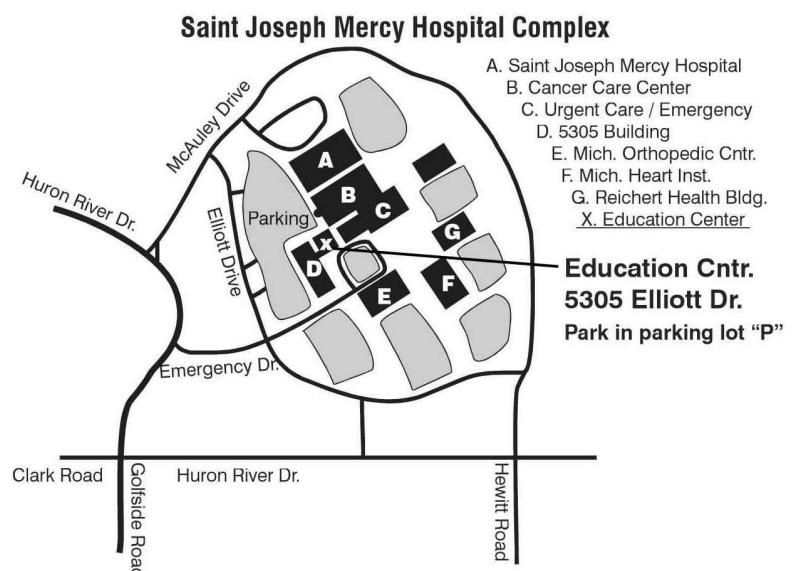 Saint Joseph Mercy Hospital Complex
A. Saint Joseph Mercy Hospital
B. Cancer Care Center
C. Urgent Care / Emergency
D. 5305 Building
E. Mich. Orthopedic Cntr.
F. Mich. Heart Inst.
G. Reichert Health Bldg.
X. Education Center
McAuley Drive
Huron River Dr.
Elliott Drive
Parking
A
B
C
X
D
G
E
F
Education Cntr.
5305 Elliott Dr.
Park in parking lot “P”
Emergency Dr.
Clark Road
Golfside Road
Huron River Dr.
Hewitt Road